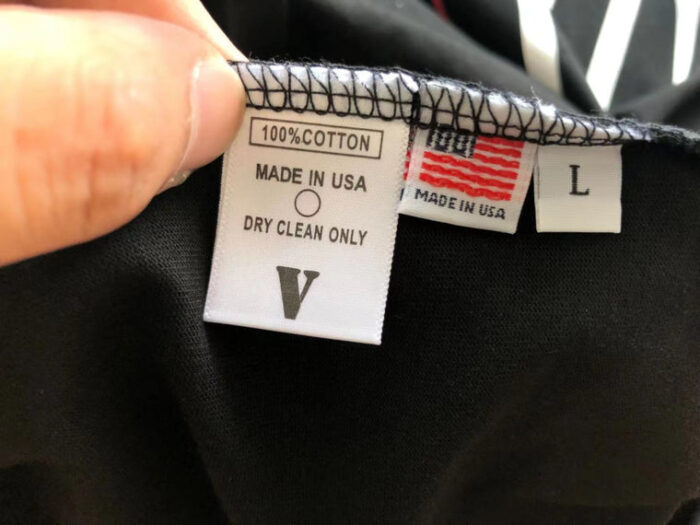 100%COTTON
MADE IN USA
DRY CLEAN ONLY
V
MADE IN USA
L